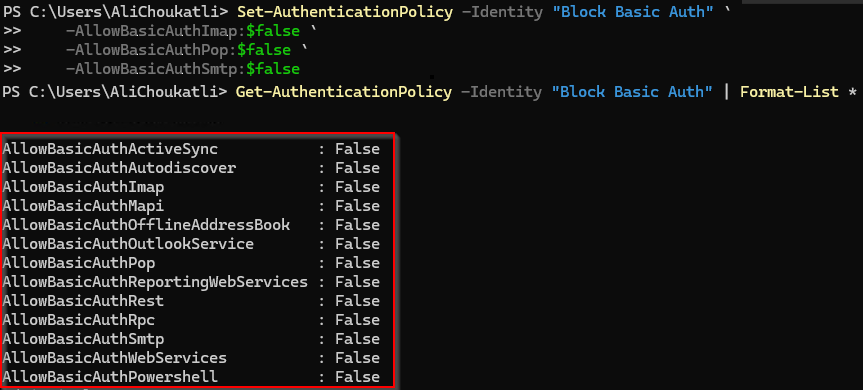 PS C:\Users\AliChoukatli> Set-AuthenticationPolicy -Identity "Block Basic Auth" `
>>     -AllowBasicAuthImap:$false `
>>     -AllowBasicAuthPop:$false `
>>     -AllowBasicAuthSmtp:$false
PS C:\Users\AliChoukatli> Get-AuthenticationPolicy -Identity "Block Basic Auth" | Format-List *
AllowBasicAuthActiveSync           : False
AllowBasicAuthAutodiscover         : False
AllowBasicAuthImap                 : False
AllowBasicAuthMapi                 : False
AllowBasicAuthOfflineAddressBook   : False
AllowBasicAuthOutlookService       : False
AllowBasicAuthPop                  : False
AllowBasicAuthReportingWebServices : False
AllowBasicAuthRest                 : False
AllowBasicAuthRpc                  : False
AllowBasicAuthSmtp                 : False
AllowBasicAuthWebServices          : False
AllowBasicAuthPowershell           : False